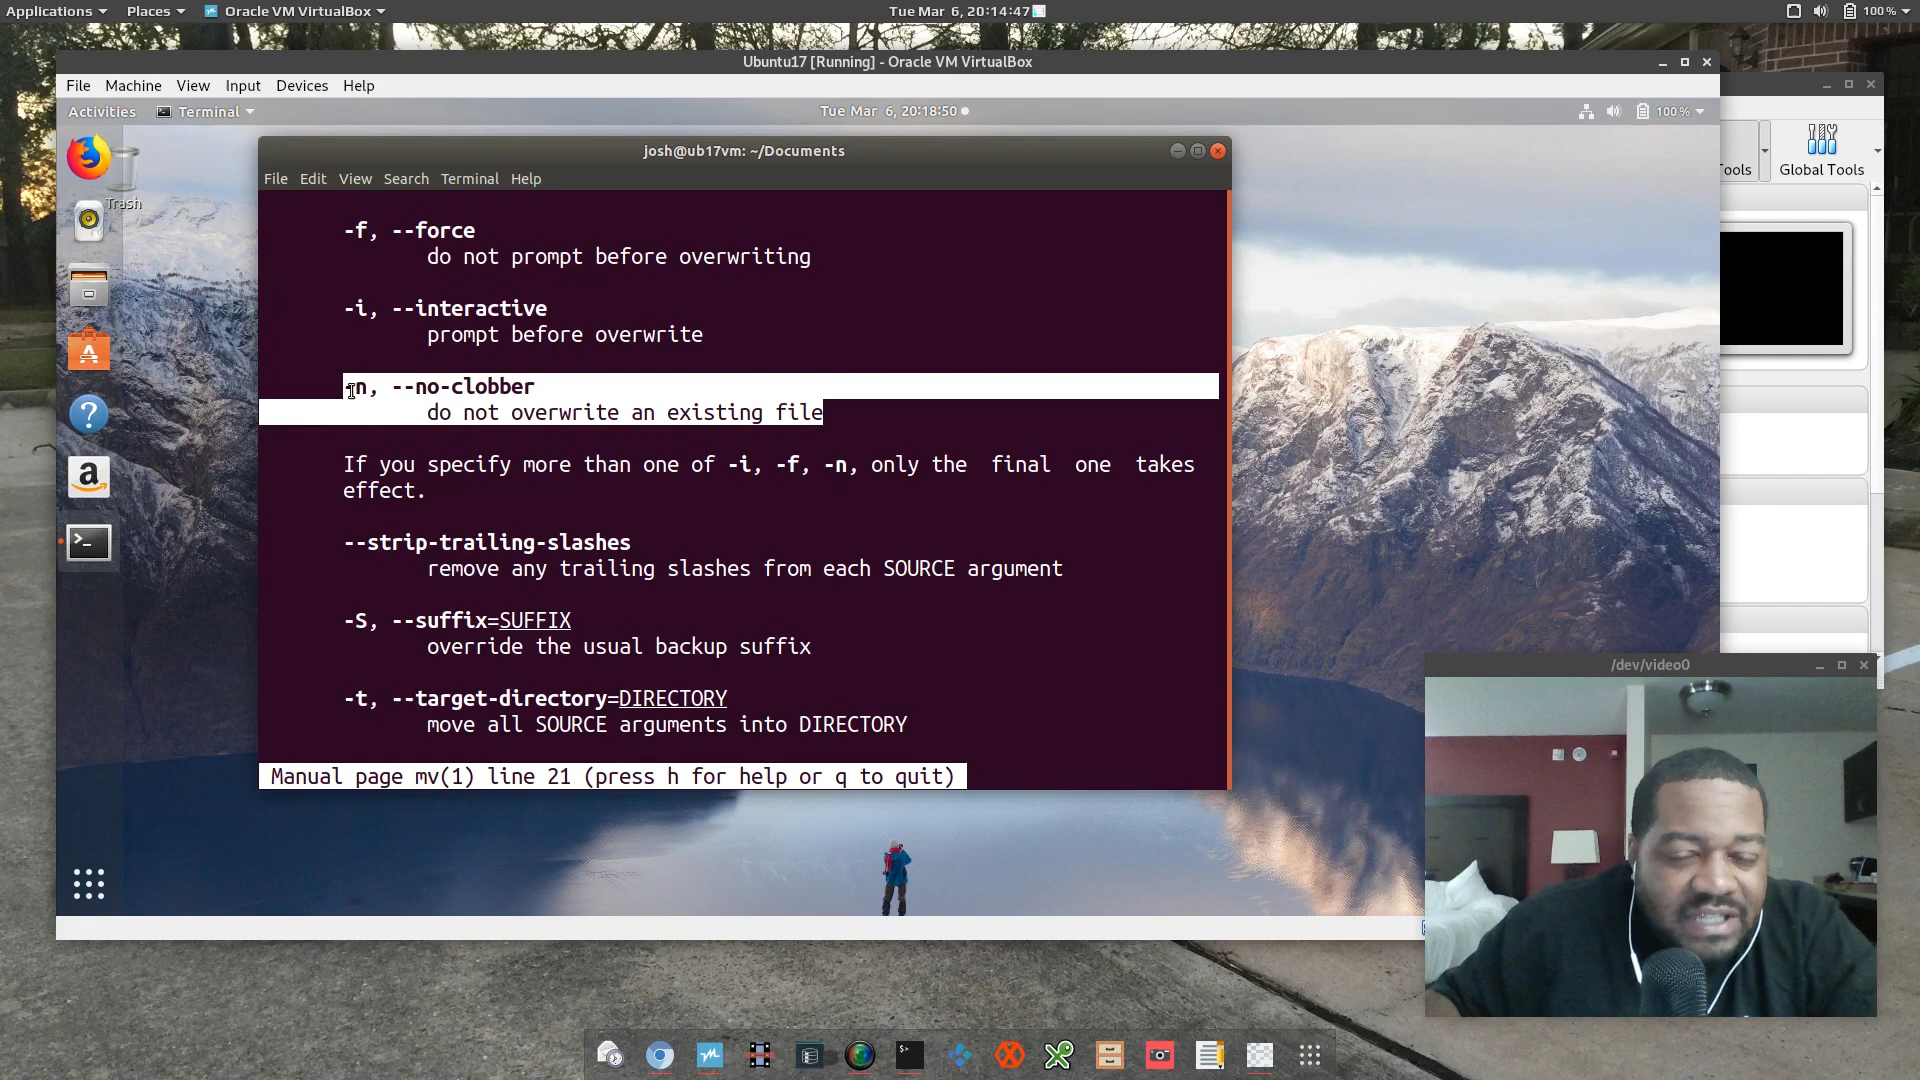 Applications Places Oracle VM VirtualBox Tue Mar 6, 20:14:47 100%
Ubuntu17 [Running] - Oracle VM VirtualBox
File Machine View Input Devices Help
Activities Terminal Tue Mar 6, 20:18:50 100%
Trash
josh@ub17vm: ~/Documents
File Edit View Search Terminal Help
-f, --force
do not prompt before overwriting
-i, --interactive
prompt before overwrite
-n, --no-clobber
do not overwrite an existing file
If you specify more than one of -i, -f, -n, only the final one takes
effect.
--strip-trailing-slashes
remove any trailing slashes from each SOURCE argument
-S, --suffix=SUFFIX
override the usual backup suffix
-t, --target-directory=DIRECTORY
move all SOURCE arguments into DIRECTORY
Manual page mv(1) line 21 (press h for help or q to quit)
Global Tools
/dev/video0